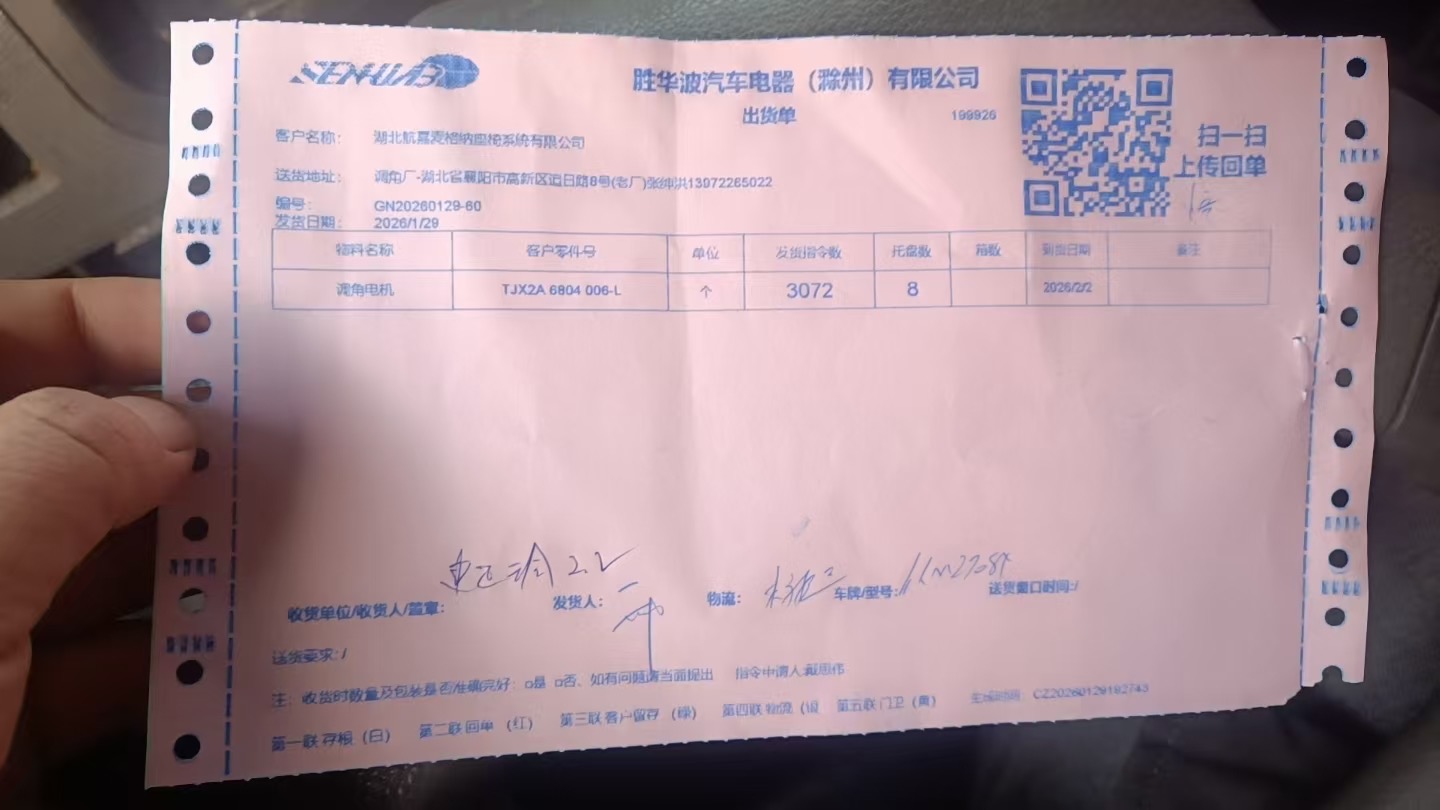 SENHUAB
胜华波汽车电器（滁州）有限公司
出货单
199926
扫一扫
上传回单
客户名称： 湖北航嘉麦格纳座椅系统有限公司
送货地址： 调角厂-湖北省襄阳市高新区追日路8号(老厂)张帅洪13972265022
编号： GN20260129-60
发货日期： 2026/1/29
物料名称 客户零件号 单位 发货指令数 托盘数 箱数 到货日期 备注
调角电机 TJX2A 6804 006-L 个 3072 8 2026/2/2
2.2
收货单位/收货人/盖章： 发货人： 物流： 车牌/型号： 送货窗口时间:/
送货要求: /
注：收货时数量及包装是否准确完好：□是 □否、如有问题请当面提出 指令申请人:戴思伟
第一联 存根（白） 第二联 回单 （红） 第三联 客户留存 （绿） 第四联 物流（ 第五联 门卫（黄） CZ20260129182743